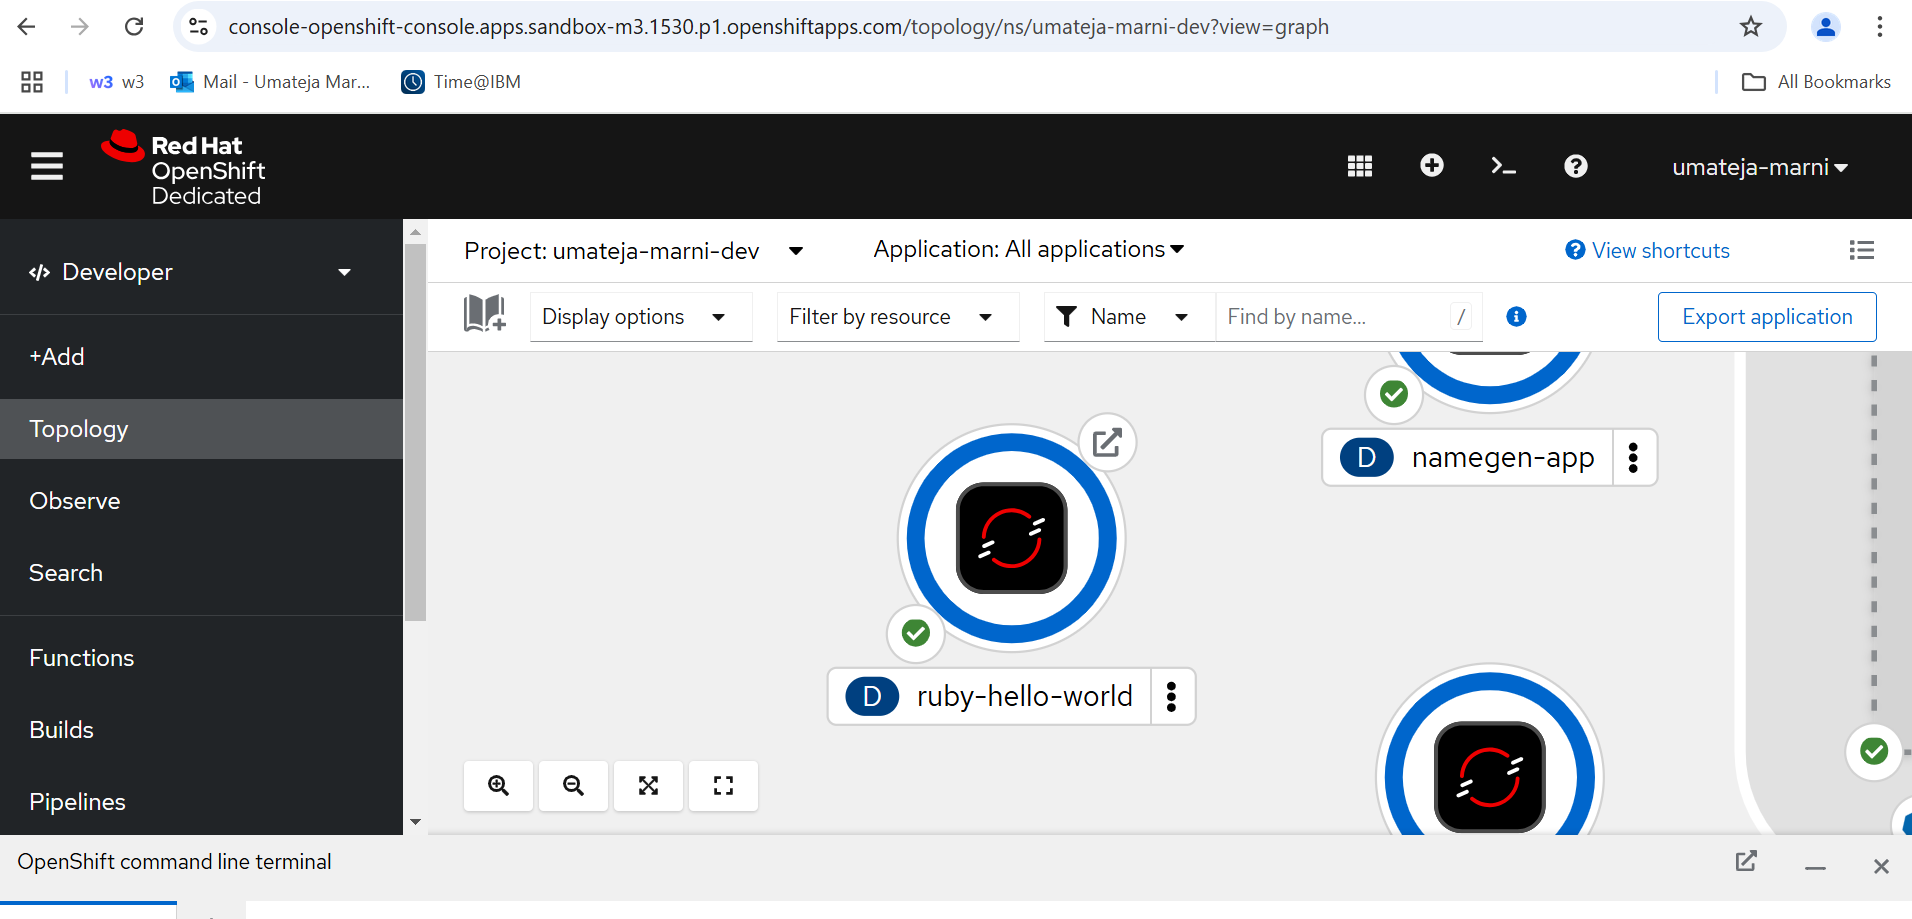 console-openshift-console.apps.sandbox-m3.1530.p1.openshiftapps.com/topology/ns/umateja-marni-dev?view=graph
w3 w3 Mail - Umateja Mar... Time@IBM All Bookmarks
Red Hat
OpenShift
Dedicated
umateja-marni
Developer
+Add
Topology
Observe
Search
Functions
Builds
Pipelines
Project: umateja-marni-dev Application: All applications View shortcuts
Display options Filter by resource Name Find by name... / Export application
D namegen-app
D ruby-hello-world
OpenShift command line terminal